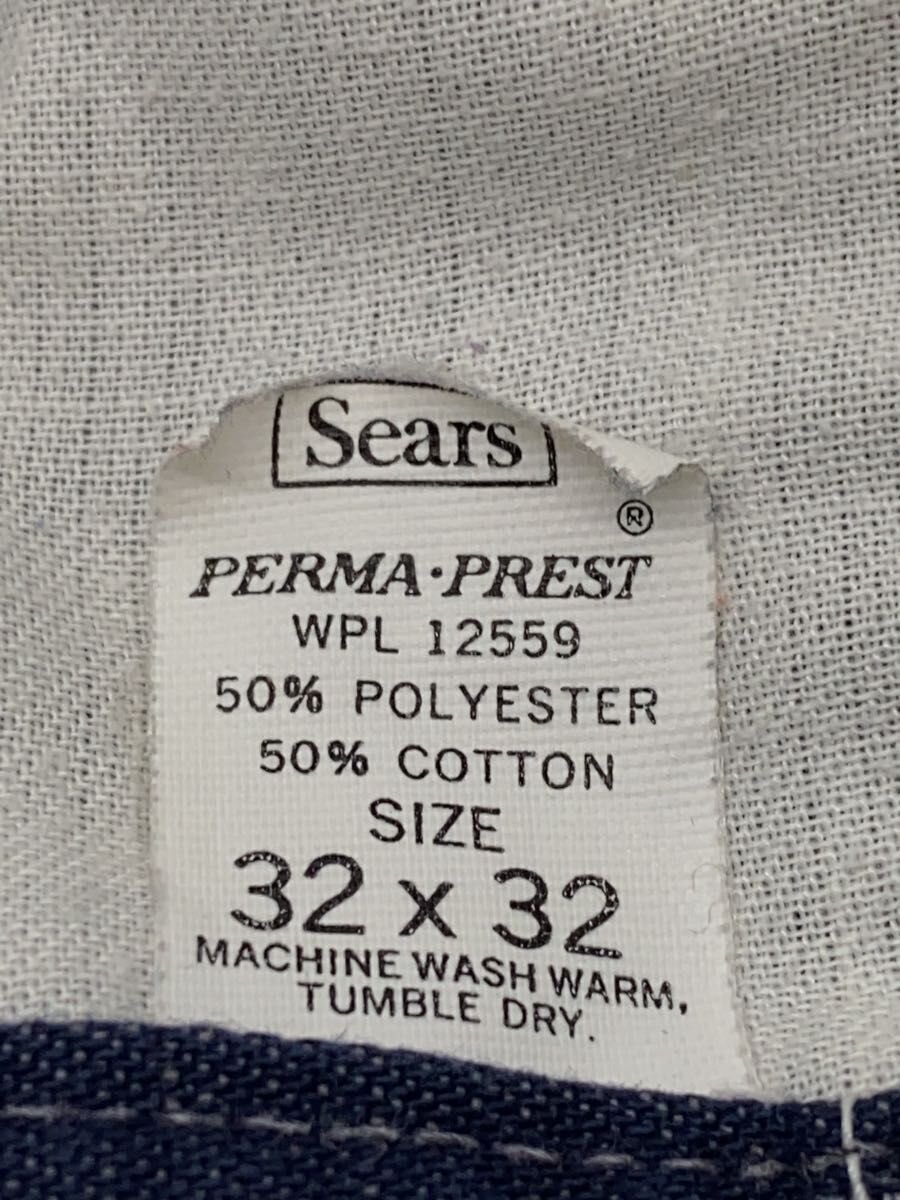 Sears
®
PERMA·PREST
WPL 12559
50% POLYESTER
50% COTTON
SIZE
32 x 32
MACHINE WASH WARM,
TUMBLE DRY.